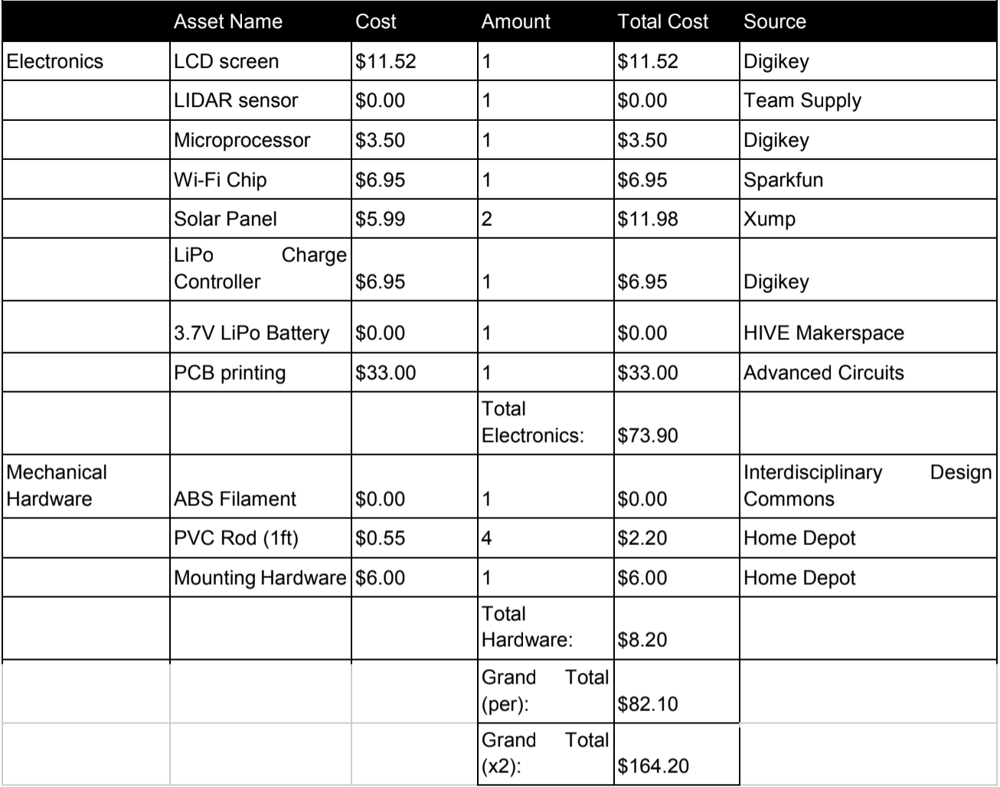 Asset Name Cost Amount Total Cost Source
Electronics LCD screen $11.52 1 $11.52 Digikey
LIDAR sensor $0.00 1 $0.00 Team Supply
Microprocessor $3.50 1 $3.50 Digikey
Wi-Fi Chip $6.95 1 $6.95 Sparkfun
Solar Panel $5.99 2 $11.98 Xump
LiPo Charge
Controller $6.95 1 $6.95 Digikey
3.7V LiPo Battery $0.00 1 $0.00 HIVE Makerspace
PCB printing $33.00 1 $33.00 Advanced Circuits
Total
Electronics: $73.90
Mechanical Interdisciplinary Design
Hardware ABS Filament $0.00 1 $0.00 Commons
PVC Rod (1ft) $0.55 4 $2.20 Home Depot
Mounting Hardware $6.00 1 $6.00 Home Depot
Total
Hardware: $8.20
Grand Total
(per): $82.10
Grand Total
(x2): $164.20